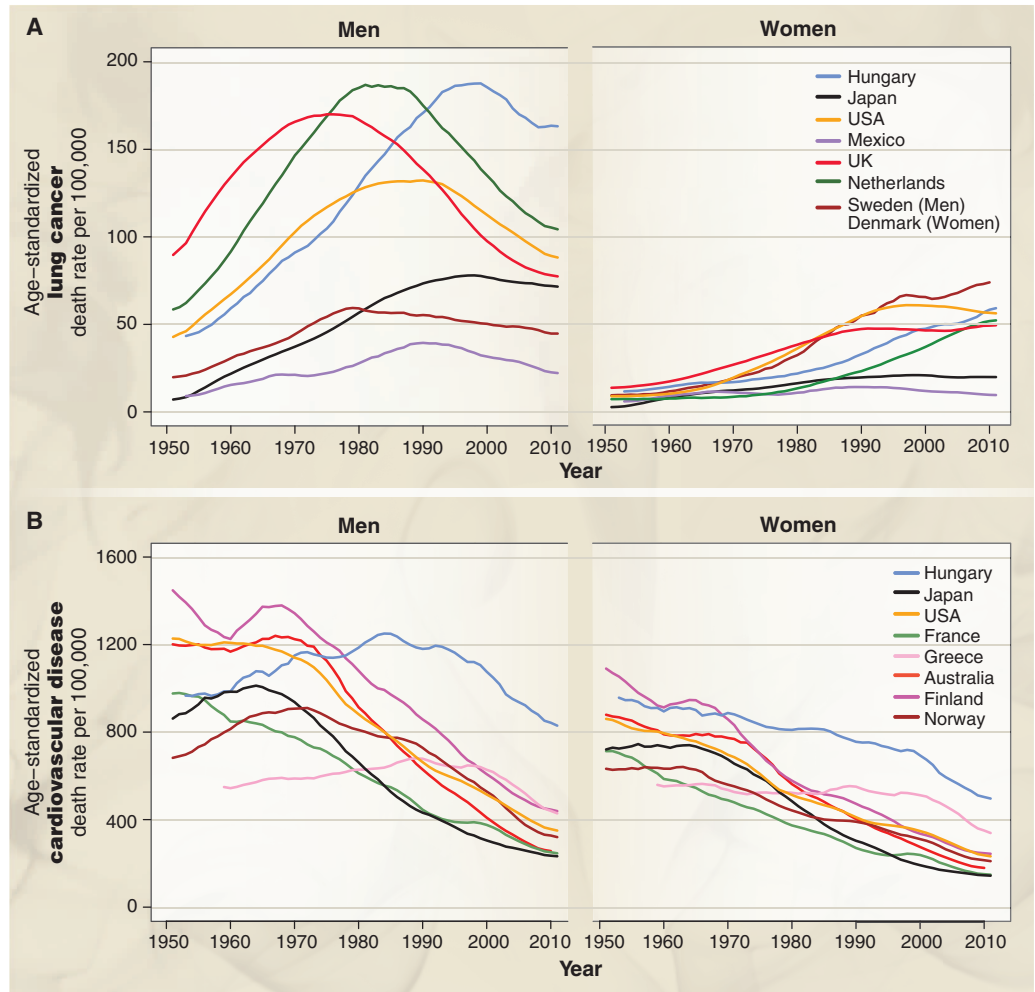 A
Men
Women
Age–standardized
lung cancer
death rate per 100,000
200
150
100
50
0
Hungary
Japan
USA
Mexico
UK
Netherlands
Sweden (Men)
Denmark (Women)
1950 1960 1970 1980 1990 2000 2010
1950 1960 1970 1980 1990 2000 2010
Year
B
Men
Women
Age–standardized
cardiovascular disease
death rate per 100,000
1600
1200
800
400
0
Hungary
Japan
USA
France
Greece
Australia
Finland
Norway
1950 1960 1970 1980 1990 2000 2010
1950 1960 1970 1980 1990 2000 2010
Year